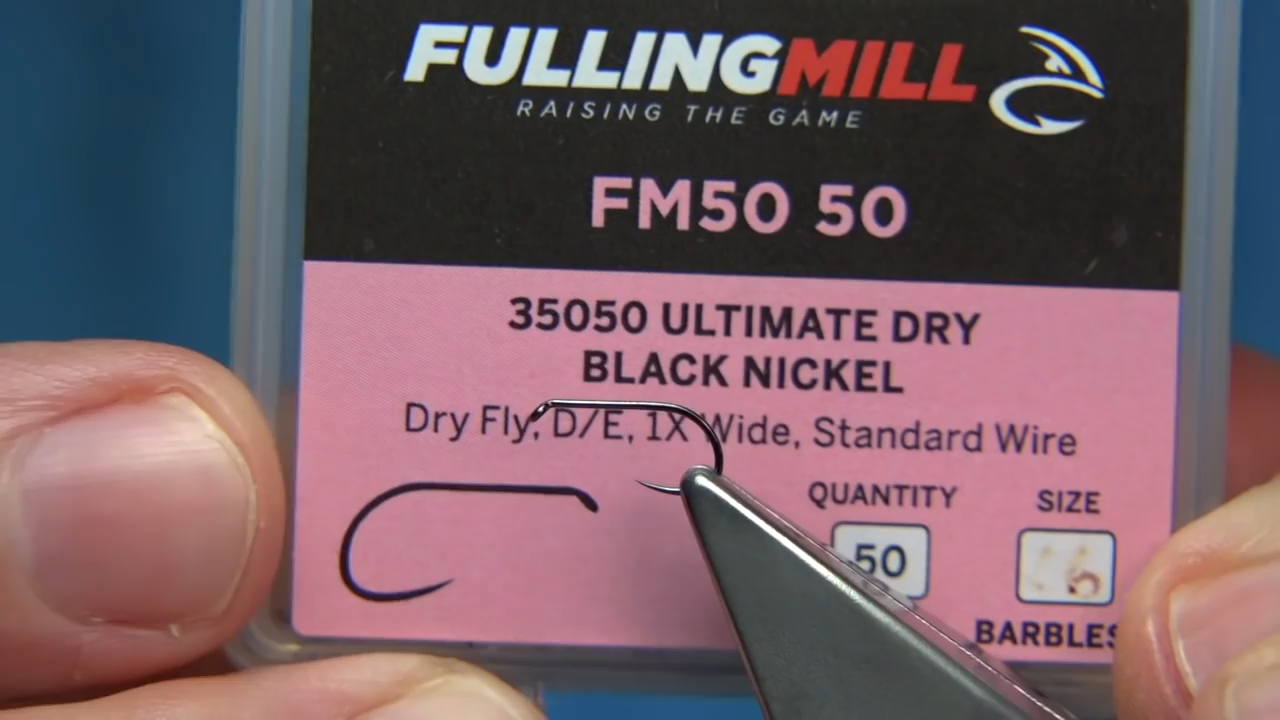 FULLINGMILL
RAISING THE GAME
FM50 50
35050 ULTIMATE DRY
BLACK NICKEL
Dry Fly, D/E, 1X Wide, Standard Wire
QUANTITY SIZE
50